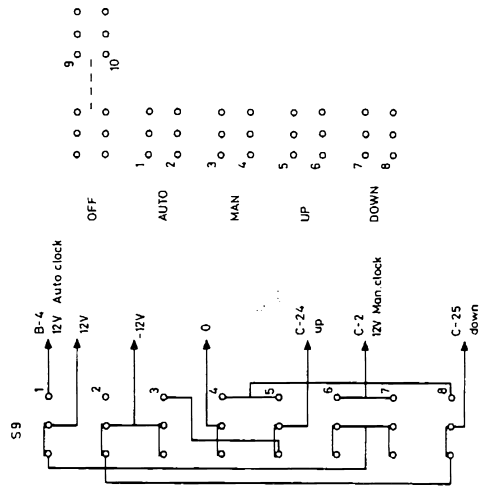 9
10
OFF
1
2
AUTO
3
4
MAN
5
6
UP
7
8
DOWN
S9
1
2
3
4
5
6
7
8
B-4
12V Auto clock
12V
-12V
0
C-24
up
C-2
12V Man.clock
C-25
down